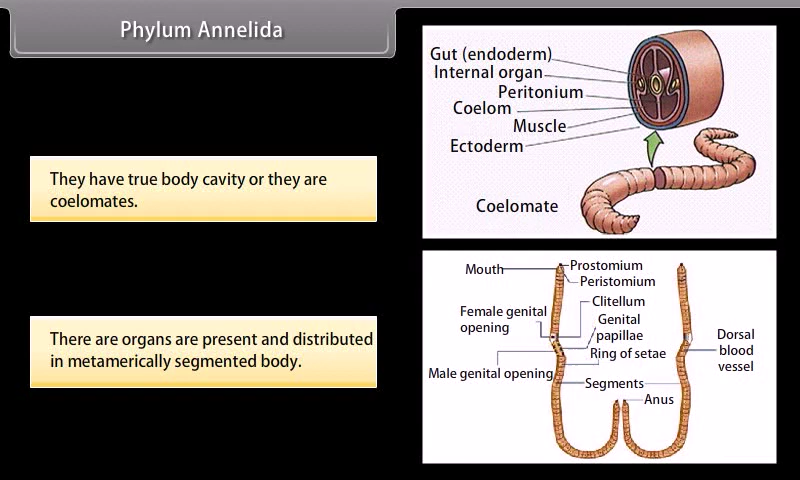 Phylum Annelida
They have true body cavity or they are
coelomates.
There are organs are present and distributed
in metamerically segmented body.
Gut (endoderm)
Internal organ
Peritonium
Coelom
Muscle
Ectoderm
Coelomate
Mouth
Prostomium
Peristomium
Clitellum
Female genital
opening
Genital
papillae
Ring of setae
Male genital opening
Segments
Anus
Dorsal
blood
vessel